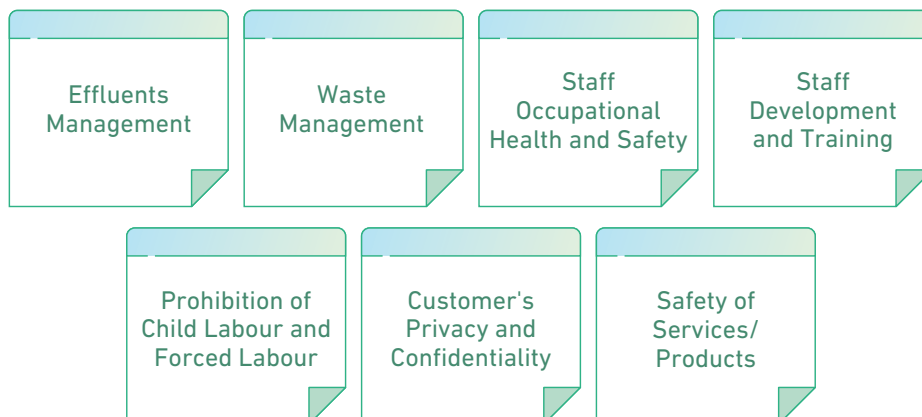 Effluents
Management
Waste
Management
Staff
Occupational
Health and Safety
Staff
Development
and Training
Prohibition of
Child Labour and
Forced Labour
Customer's
Privacy and
Confidentiality
Safety of
Services/
Products